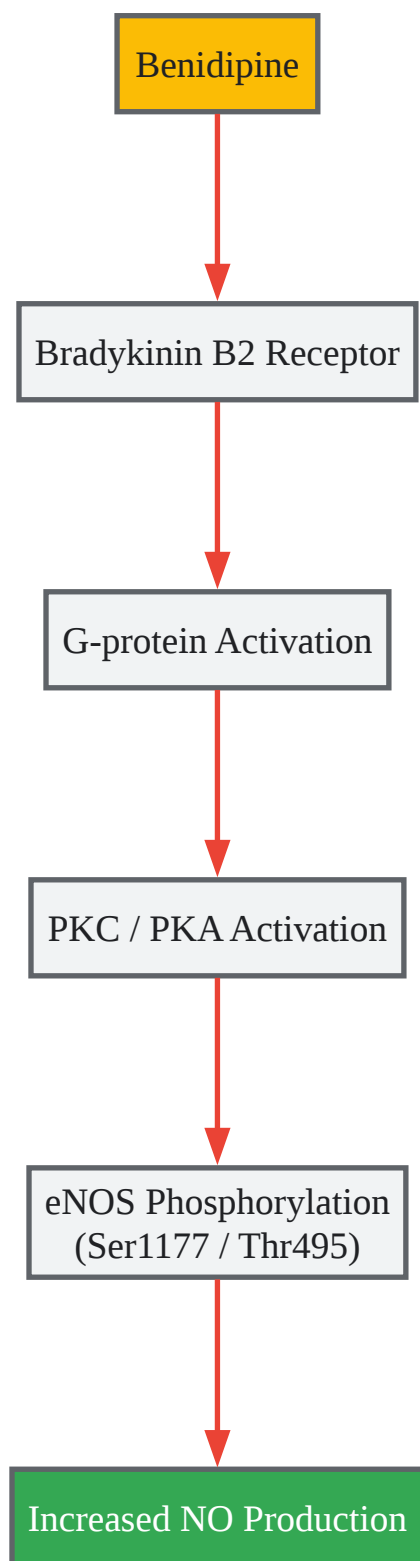 Benidipine
Bradykinin B2 Receptor
G-protein Activation
PKC / PKA Activation
eNOS Phosphorylation
(Ser1177 / Thr495)
Increased NO Production